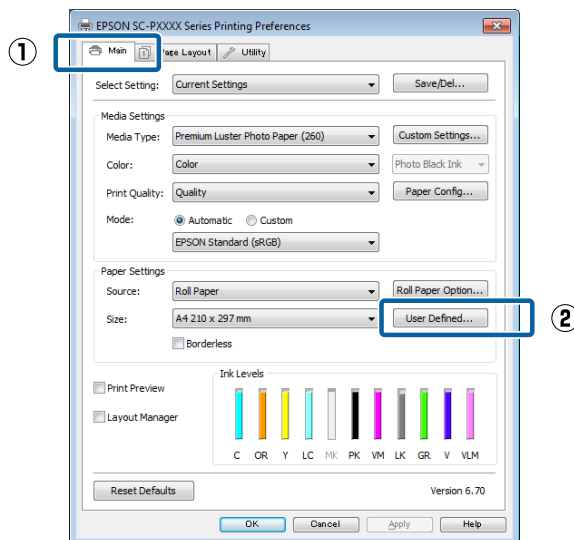 EPSON SC-PXXXX Series Printing Preferences
①
Main Page Layout Utility
Select Setting: Current Settings Save/Del...
Media Settings
Media Type: Premium Luster Photo Paper (260) Custom Settings...
Color: Color Photo Black Ink
Print Quality: Quality Paper Config...
Mode: Automatic Custom
EPSON Standard (sRGB)
Paper Settings
Source: Roll Paper Roll Paper Option...
Size: A4 210 x 297 mm User Defined...
②
Borderless
Ink Levels
Print Preview
Layout Manager
C OR Y LC MK PK VM LK GR V VLM
Reset Defaults Version 6.70
OK Cancel Apply Help